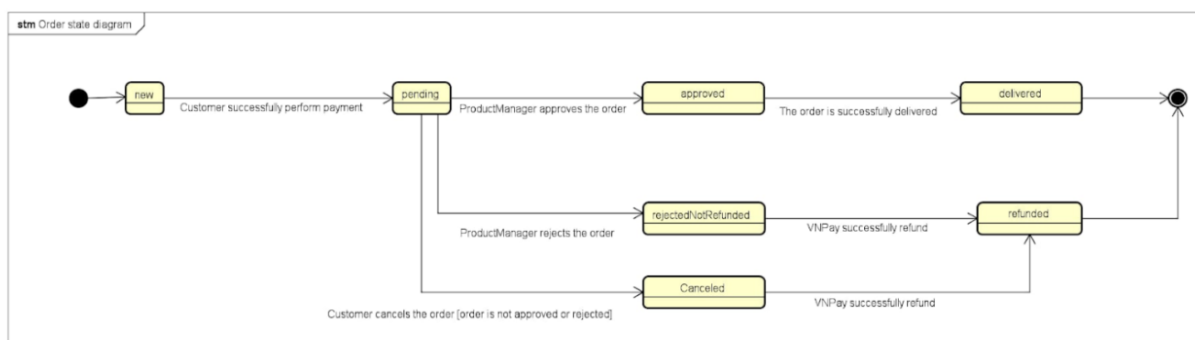 stm Order state diagram
new
Customer successfully perform payment
pending
ProductManager approves the order
approved
The order is successfully delivered
delivered
ProductManager rejects the order
rejectedNotRefunded
VNPay successfully refund
refunded
Customer cancels the order [order is not approved or rejected]
Canceled
VNPay successfully refund